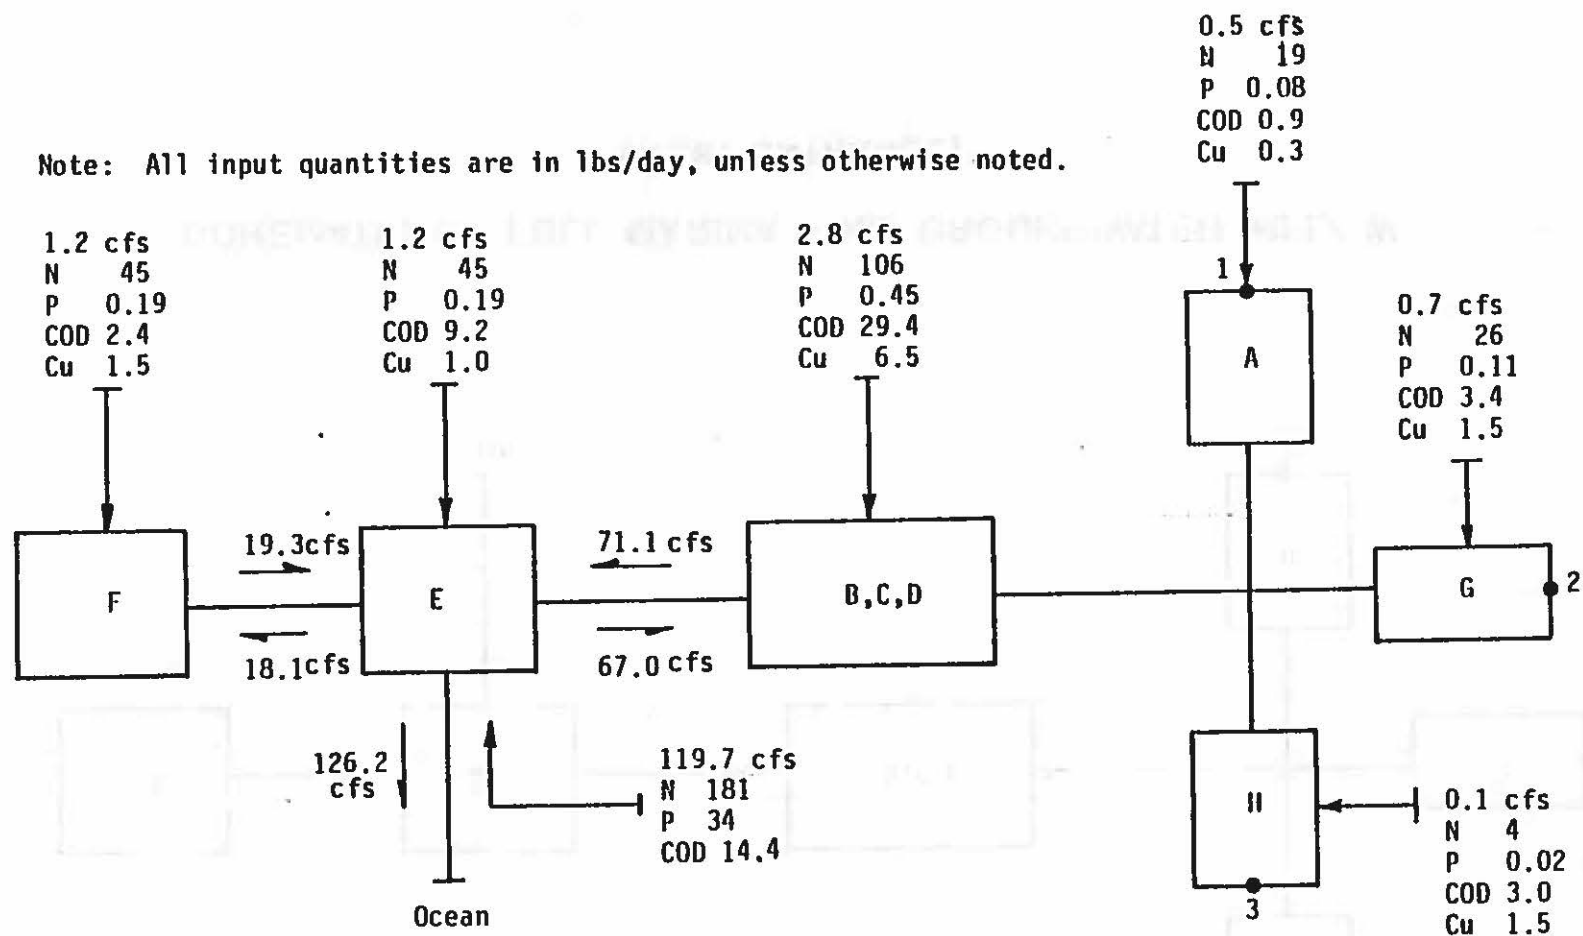 0.5 cfs
N 19
P 0.08
COD 0.9
Cu 0.3
Note: All input quantities are in lbs/day, unless otherwise noted.
1.2 cfs
N 45
P 0.19
COD 2.4
Cu 1.5
1.2 cfs
N 45
P 0.19
COD 9.2
Cu 1.0
2.8 cfs
N 106
P 0.45
COD 29.4
Cu 6.5
1
A
0.7 cfs
N 26
P 0.11
COD 3.4
Cu 1.5
F
19.3cfs
18.1cfs
E
71.1 cfs
67.0 cfs
B,C,D
G
2
126.2
cfs
119.7 cfs
N 181
P 34
COD 14.4
Ocean
H
3
0.1 cfs
N 4
P 0.02
COD 3.0
Cu 1.5